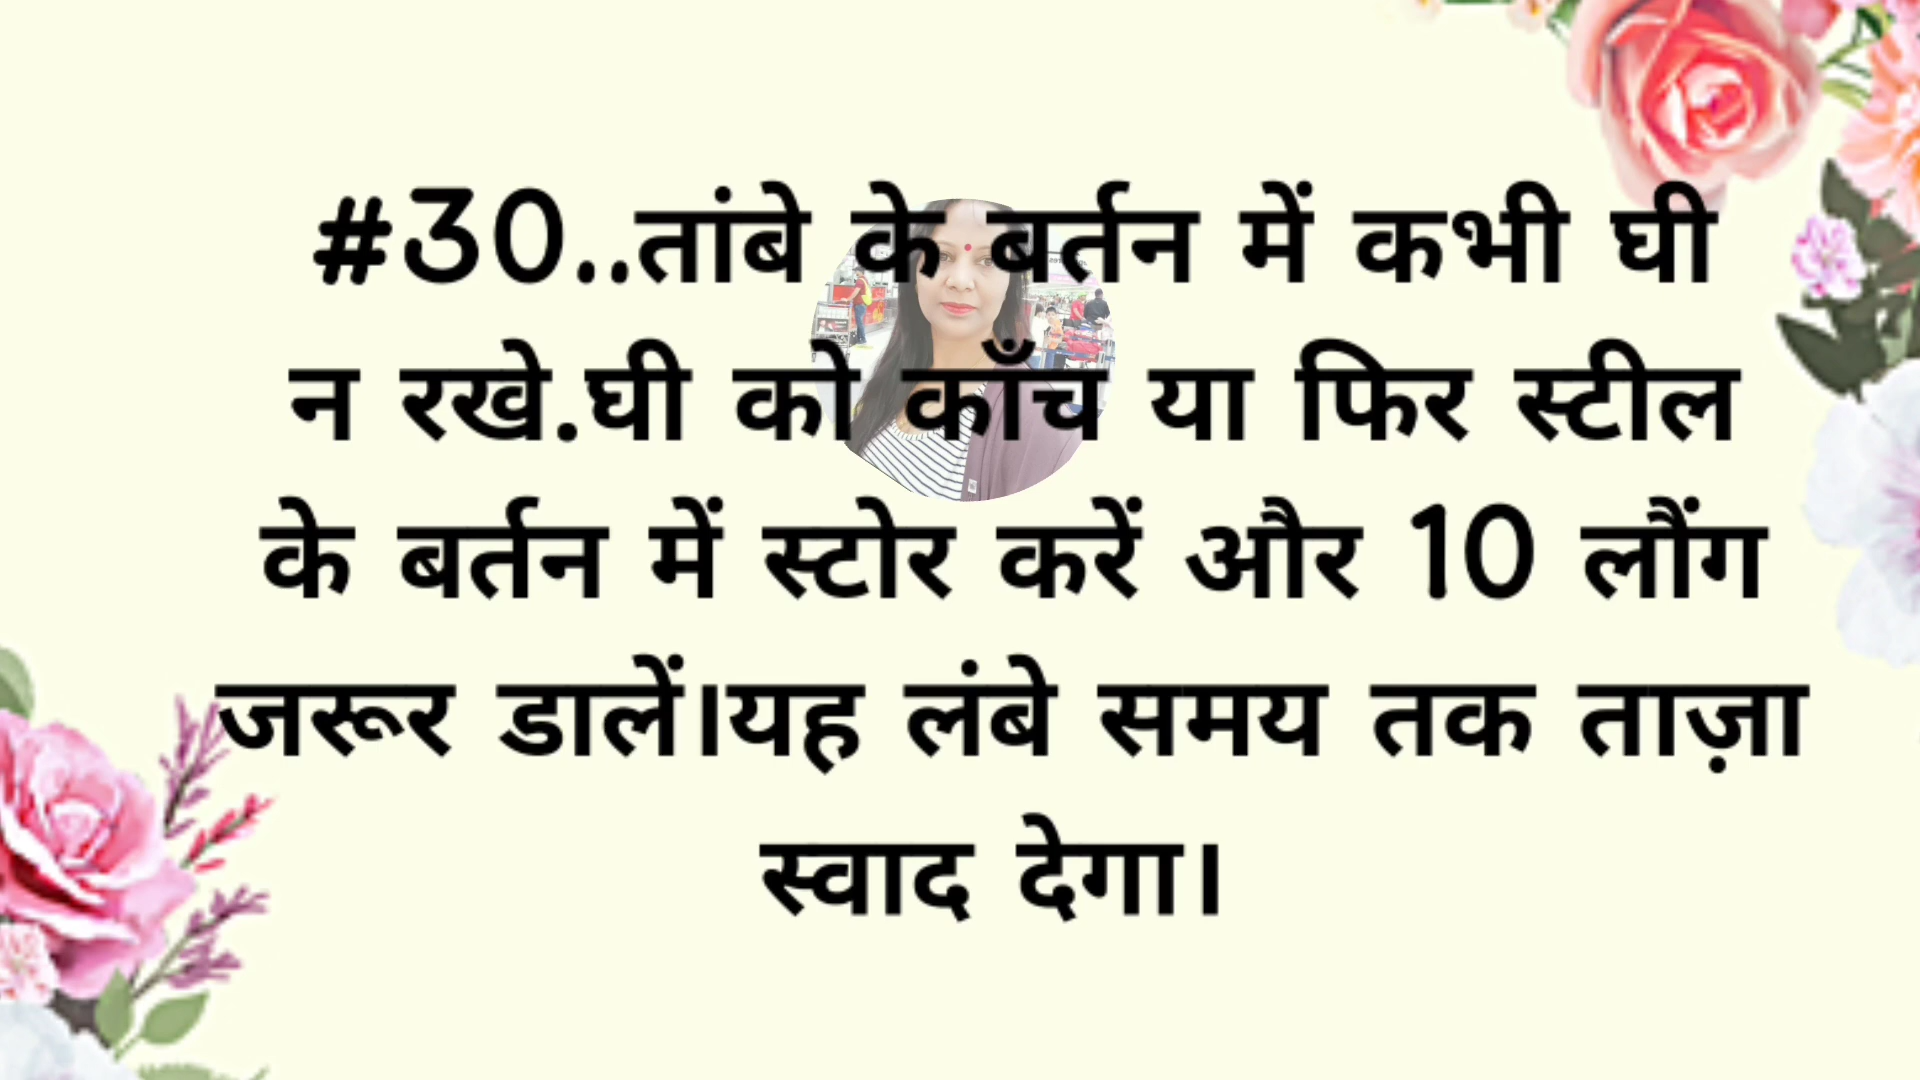 #30..तांबे के बर्तन में कभी घी
न रखे.घी को काँच या फिर स्टील
के बर्तन में स्टोर करें और 10 लौंग
जरूर डालें।यह लंबे समय तक ताज़ा
स्वाद देगा।